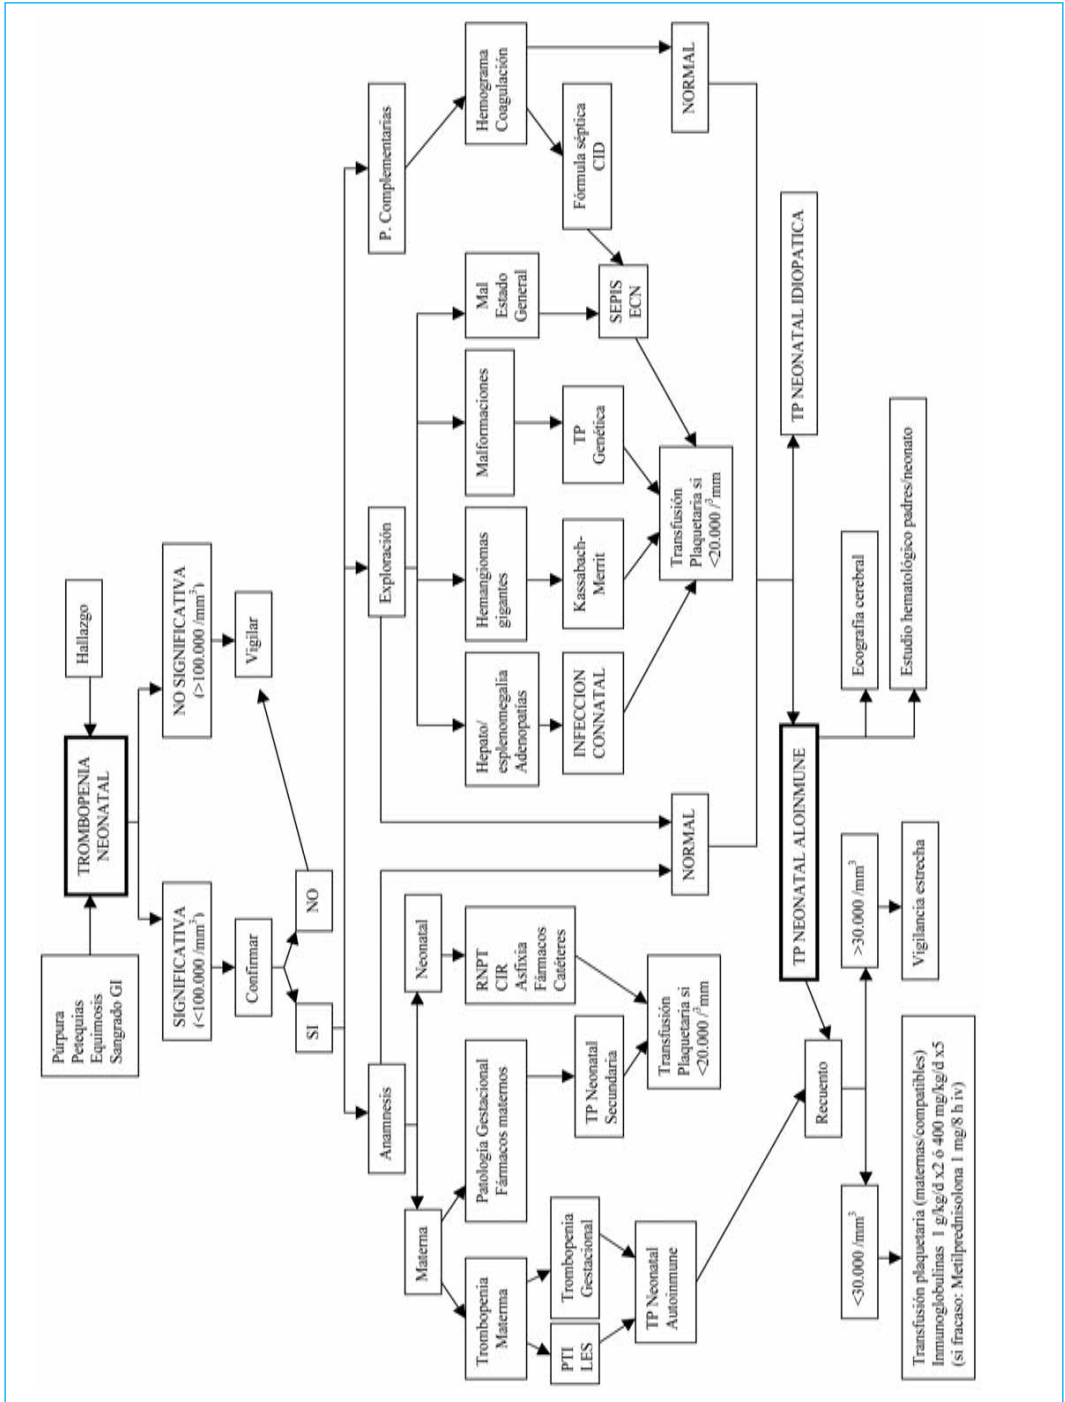 Púrpura
Petequias
Equimosis
Sangrado GI
TROMBOPENIA
NEONATAL
Hallazgo
SIGNIFICATIVA
(<100.000 /mm³)
NO SIGNIFICATIVA
(>100.000 /mm³)
Confirmar
Vigilar
SI
NO
Anamnesis
Exploración
P. Complementarias
Materna
Neonatal
Trombopenia
Materma
Patología Gestacional
Fármacos maternos
RNPT
CIR
Asfixia
Fármacos
Catéteres
Hepato/
esplenomegalia
Adenopatías
Hemangiomas
gigantes
Malformaciones
Mal
Estado
General
Hemograma
Coagulación
PTI
LES
Trombopenia
Gestacional
TP Neonatal
Secundaria
INFECCION
CONNATAL
Kassabach-
Merrit
TP
Genética
SEPIS
ECN
Fórmula séptica
CID
TP Neonatal
Autoinmune
Transfusión
Plaquetaria si
<20.000 /³mm
NORMAL
Transfusión
Plaquetaria si
<20.000 /³mm
NORMAL
TP NEONATAL ALOINMUNE
TP NEONATAL IDIOPATICA
Recuento
Ecografía cerebral
Estudio hematológico padres/neonato
<30.000 /mm³
>30.000 /mm³
Transfusión plaquetaria (maternas/compatibles)
Inmunoglobulinas 1 g/kg/d x2 ó 400 mg/kg/d x5
(si fracaso: Metilprednisolona 1 mg/8 h iv)
Vigilancia estrecha